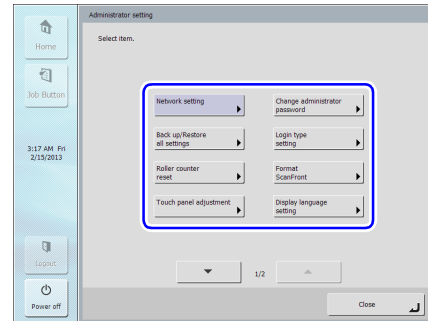 Administrator setting
Select item.
Home
Job Button
3:17 AM Fri
2/15/2013
Logout
Power off
Network setting
Change administrator
password
Back up/Restore
all settings
Login type
setting
Roller counter
reset
Format
ScanFront
Touch panel adjustment
Display language
setting
1/2
Close